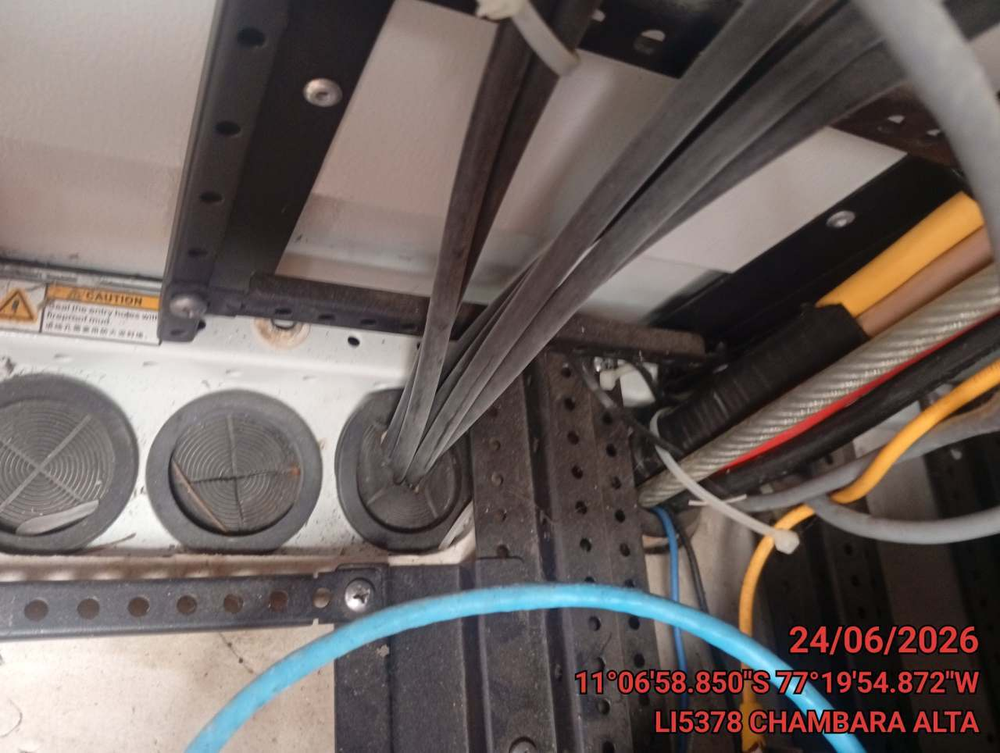 CAUTION
Seal the entry holes with
fireproof mud.
24/06/2026
11°06'58.850"S 77°19'54.872"W
LI5378 CHAMBARA ALTA